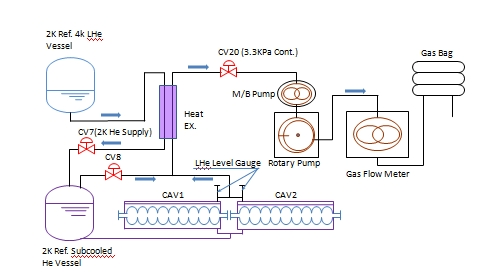 2K Ref. 4k LHe
Vessel
CV20 (3.3KPa Cont.)
Gas Bag
M/B Pump
Heat
EX.
CV7(2K He Supply)
CV8
LHe Level Gauge
Rotary Pump
Gas Flow Meter
CAV1
CAV2
2K Ref. Subcooled
He Vessel